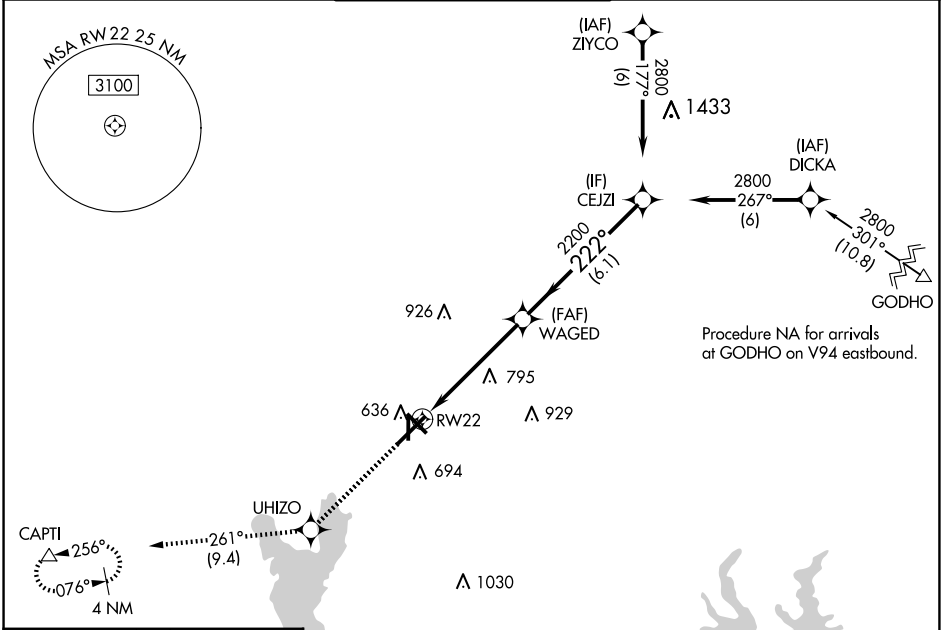 MSA RW 22 25 NM
3100
(IAF)
ZIYCO
2800
177°
(6)
1433
(IAF)
DICKA
(IF)
CEJZI
2800
267°
(6)
2800
301°
(10.8)
GODHO
2200
222°
(6.1)
926
(FAF)
WAGED
Procedure NA for arrivals
at GODHO on V94 eastbound.
795
636
RW22
929
694
UHIZO
CAPTI
256°
261°
(9.4)
076°
4 NM
1030